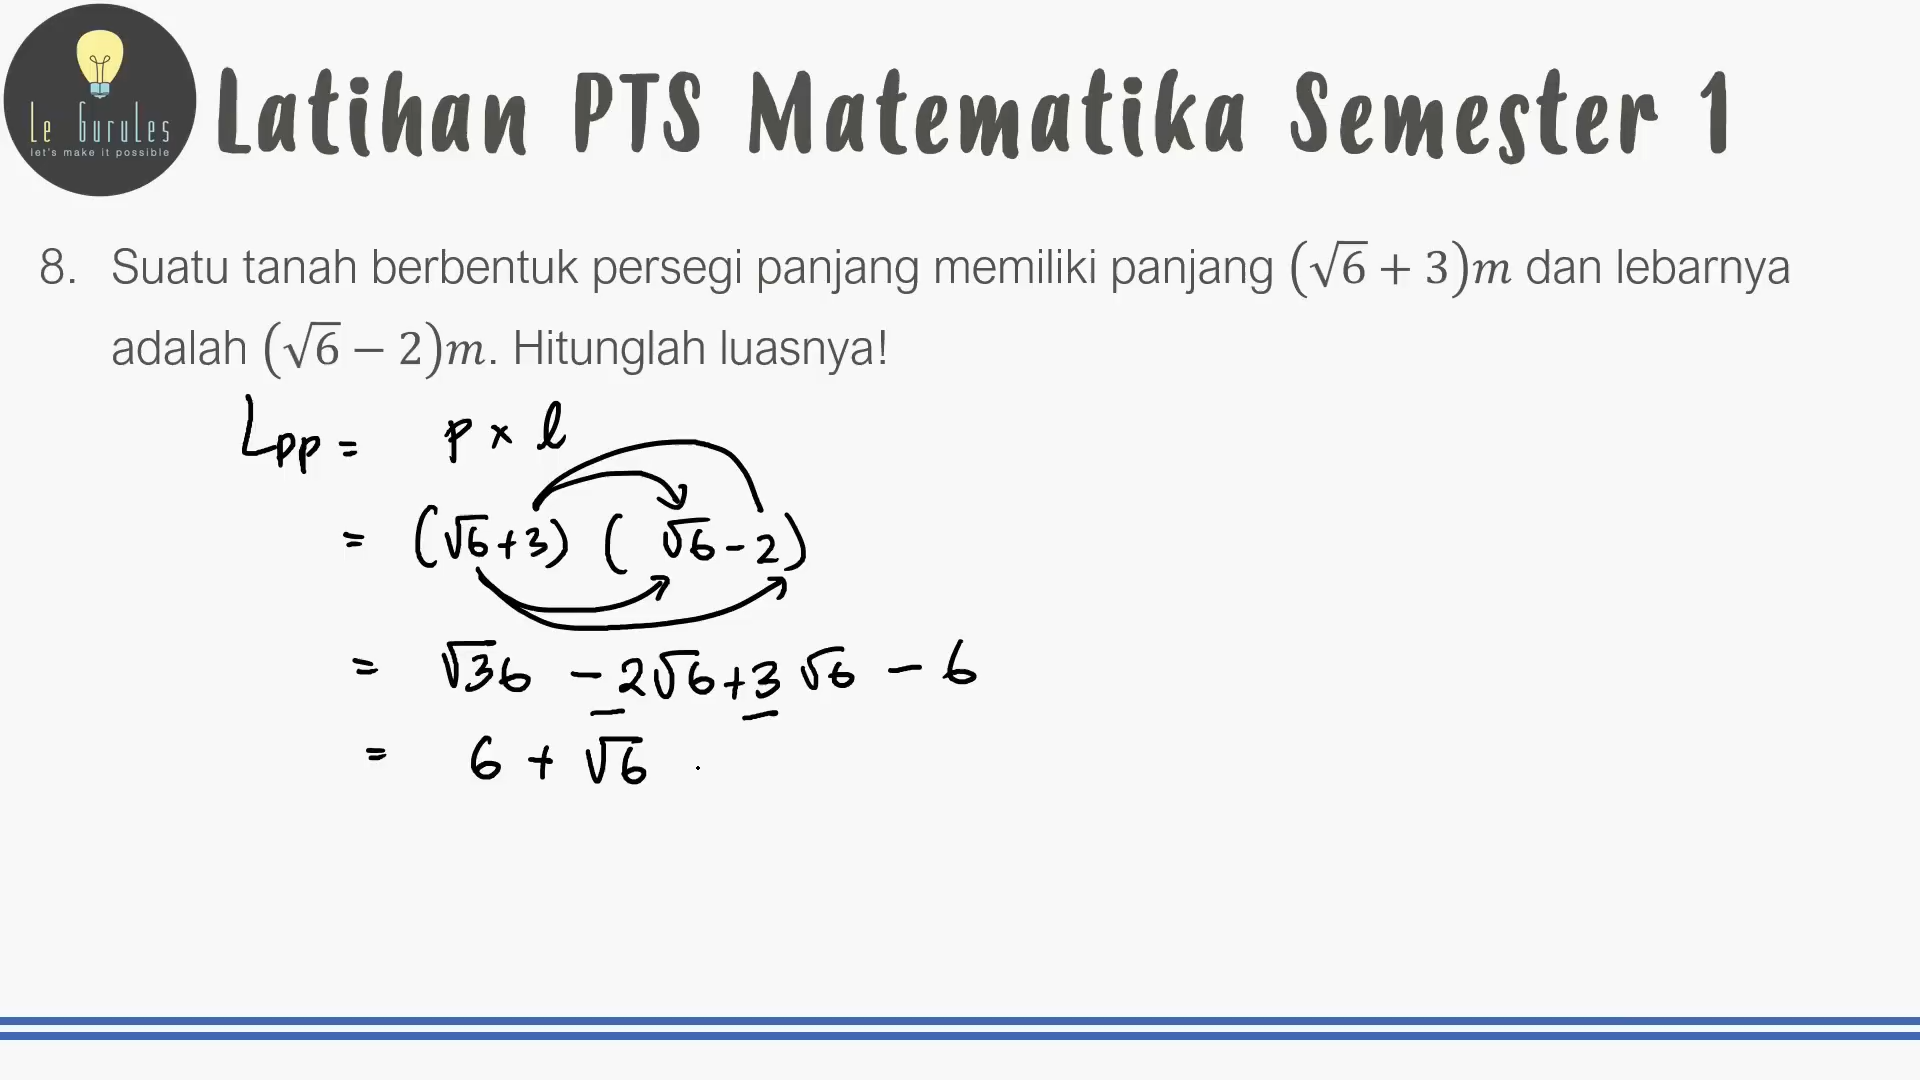 Le GuruLes
let's make it possible
Latihan PTS Matematika Semester 1
8. Suatu tanah berbentuk persegi panjang memiliki panjang (√6 + 3)m dan lebarnya
adalah (√6 − 2)m. Hitunglah luasnya!
Lpp = p × l
= (√6+3) (√6-2)
= √36 - 2√6+3√6 - 6
= 6 + √6 .